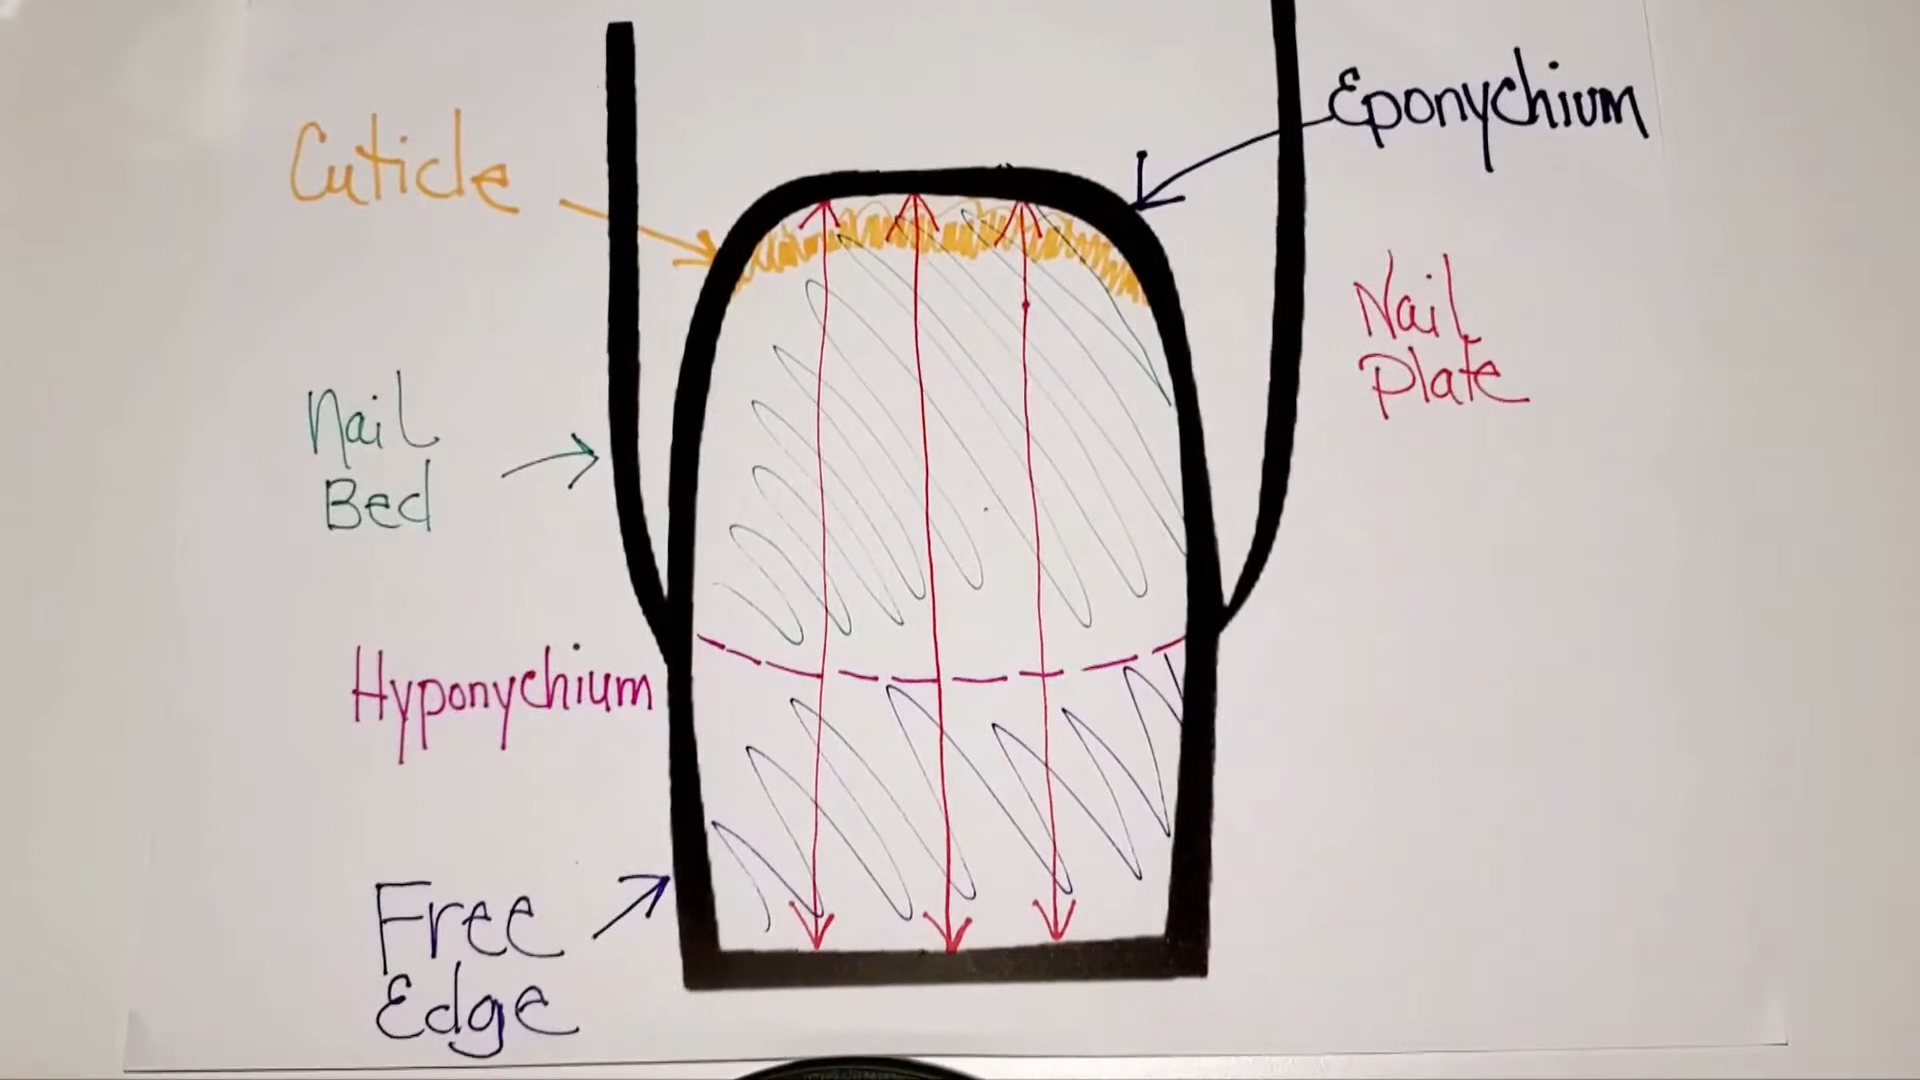 Cuticle
Eponychium
Nail
Plate
Nail
Bed
Hyponychium
Free
Edge